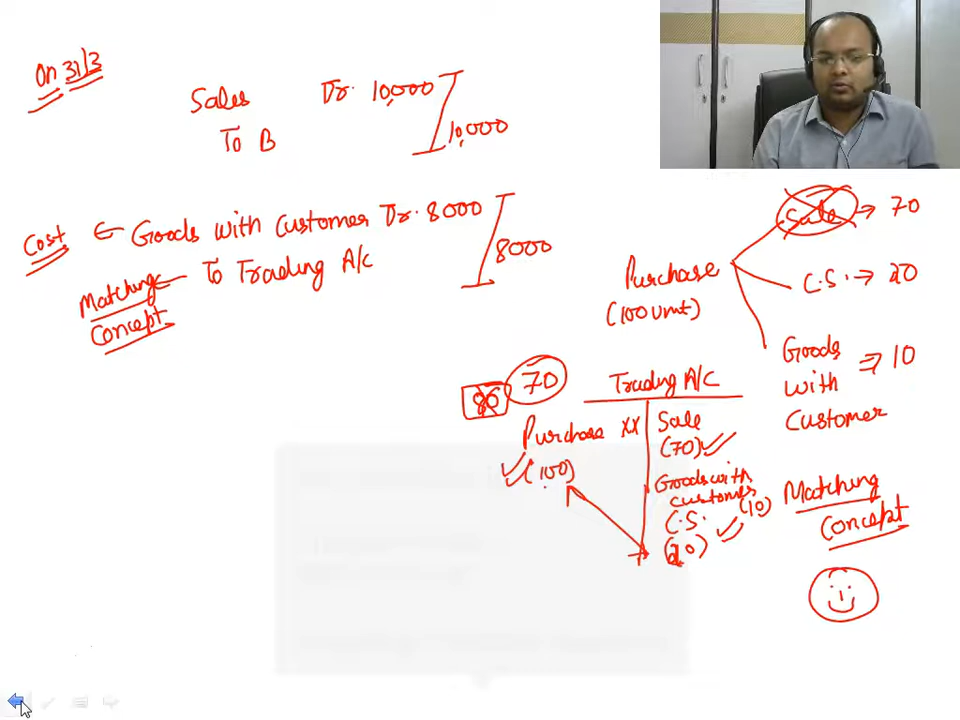 On 31/3
Sales Dr. 10,000
To B 10,000
Cost ← Goods with Customer Dr. 8000
Matching Concept — To Trading A/c 8000
Purchase
(100 unit)
Sale → 70
C.S. → 20
Goods with Customer ⇒ 10
80 70
Trading A/C
Purchase XX
(100)
Sale
(70)
Goods with
customer
(10)
C.S.
(20)
Matching
Concept